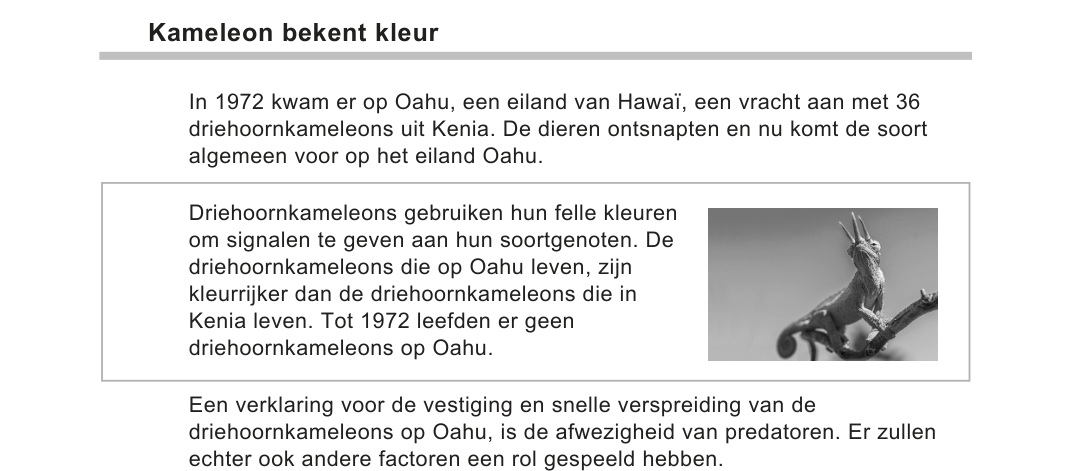 Kameleon bekent kleur
In 1972 kwam er op Oahu, een eiland van Hawaï, een vracht aan met 36
driehoornkameleons uit Kenia. De dieren ontsnapten en nu komt de soort
algemeen voor op het eiland Oahu.
Driehoornkameleons gebruiken hun felle kleuren
om signalen te geven aan hun soortgenoten. De
driehoornkameleons die op Oahu leven, zijn
kleurrijker dan de driehoornkameleons die in
Kenia leven. Tot 1972 leefden er geen
driehoornkameleons op Oahu.
Een verklaring voor de vestiging en snelle verspreiding van de
driehoornkameleons op Oahu, is de afwezigheid van predatoren. Er zullen
echter ook andere factoren een rol gespeeld hebben.